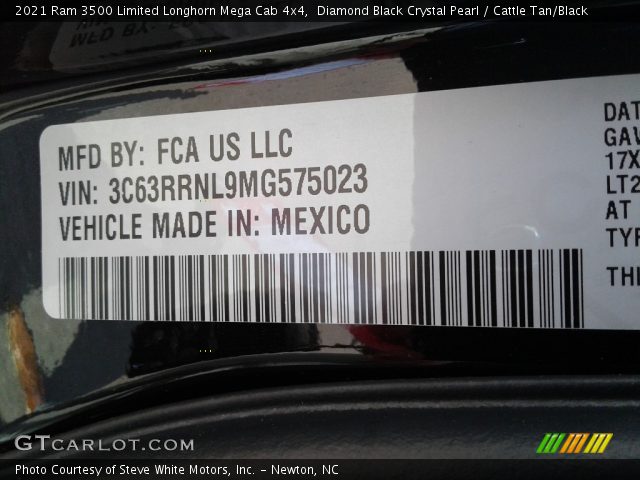 2021 Ram 3500 Limited Longhorn Mega Cab 4x4,  Diamond Black Crystal Pearl / Cattle Tan/Black
MFD BY: FCA US LLC
VIN: 3C63RRNL9MG575023
VEHICLE MADE IN: MEXICO
DAT
GAV
17X
LT2
AT
TYP
THI
GTCARLOT.COM
Photo Courtesy of Steve White Motors, Inc. - Newton, NC